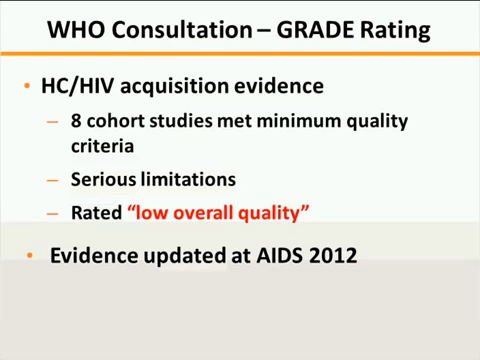 WHO Consultation – GRADE Rating
• HC/HIV acquisition evidence
– 8 cohort studies met minimum quality
criteria
– Serious limitations
– Rated “low overall quality”
• Evidence updated at AIDS 2012